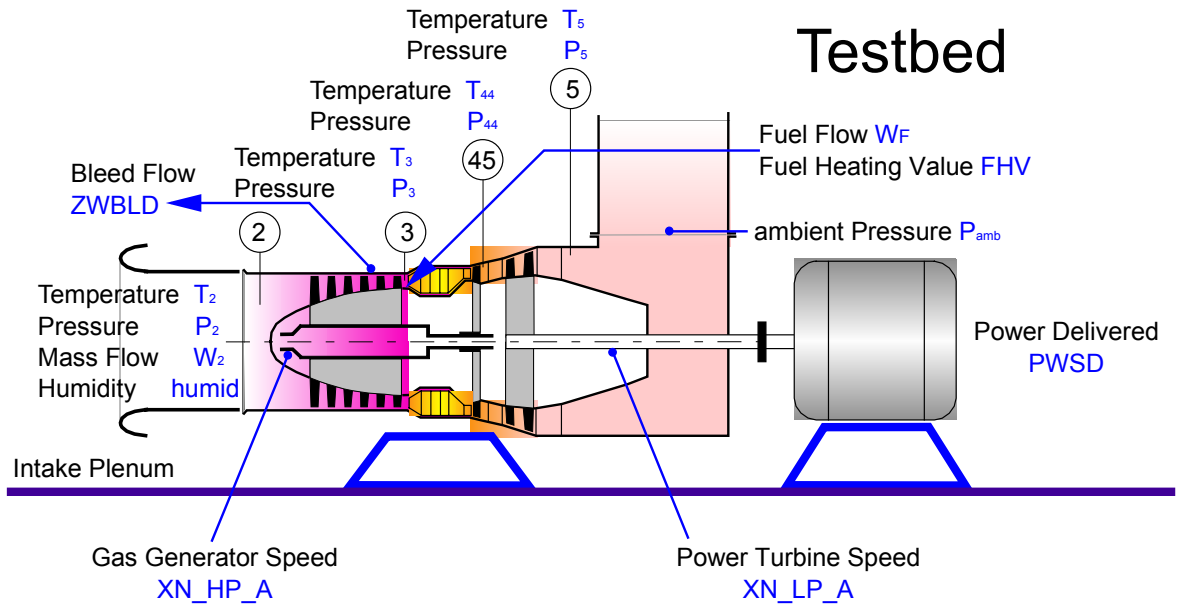 Testbed
Temperature T5
Pressure P5
5
Temperature T44
Pressure P44
45
Temperature T3
Pressure P3
3
Bleed Flow
ZWBLD
2
Fuel Flow WF
Fuel Heating Value FHV
ambient Pressure Pamb
Temperature T2
Pressure P2
Mass Flow W2
Humidity humid
Power Delivered
PWSD
Intake Plenum
Gas Generator Speed
XN_HP_A
Power Turbine Speed
XN_LP_A